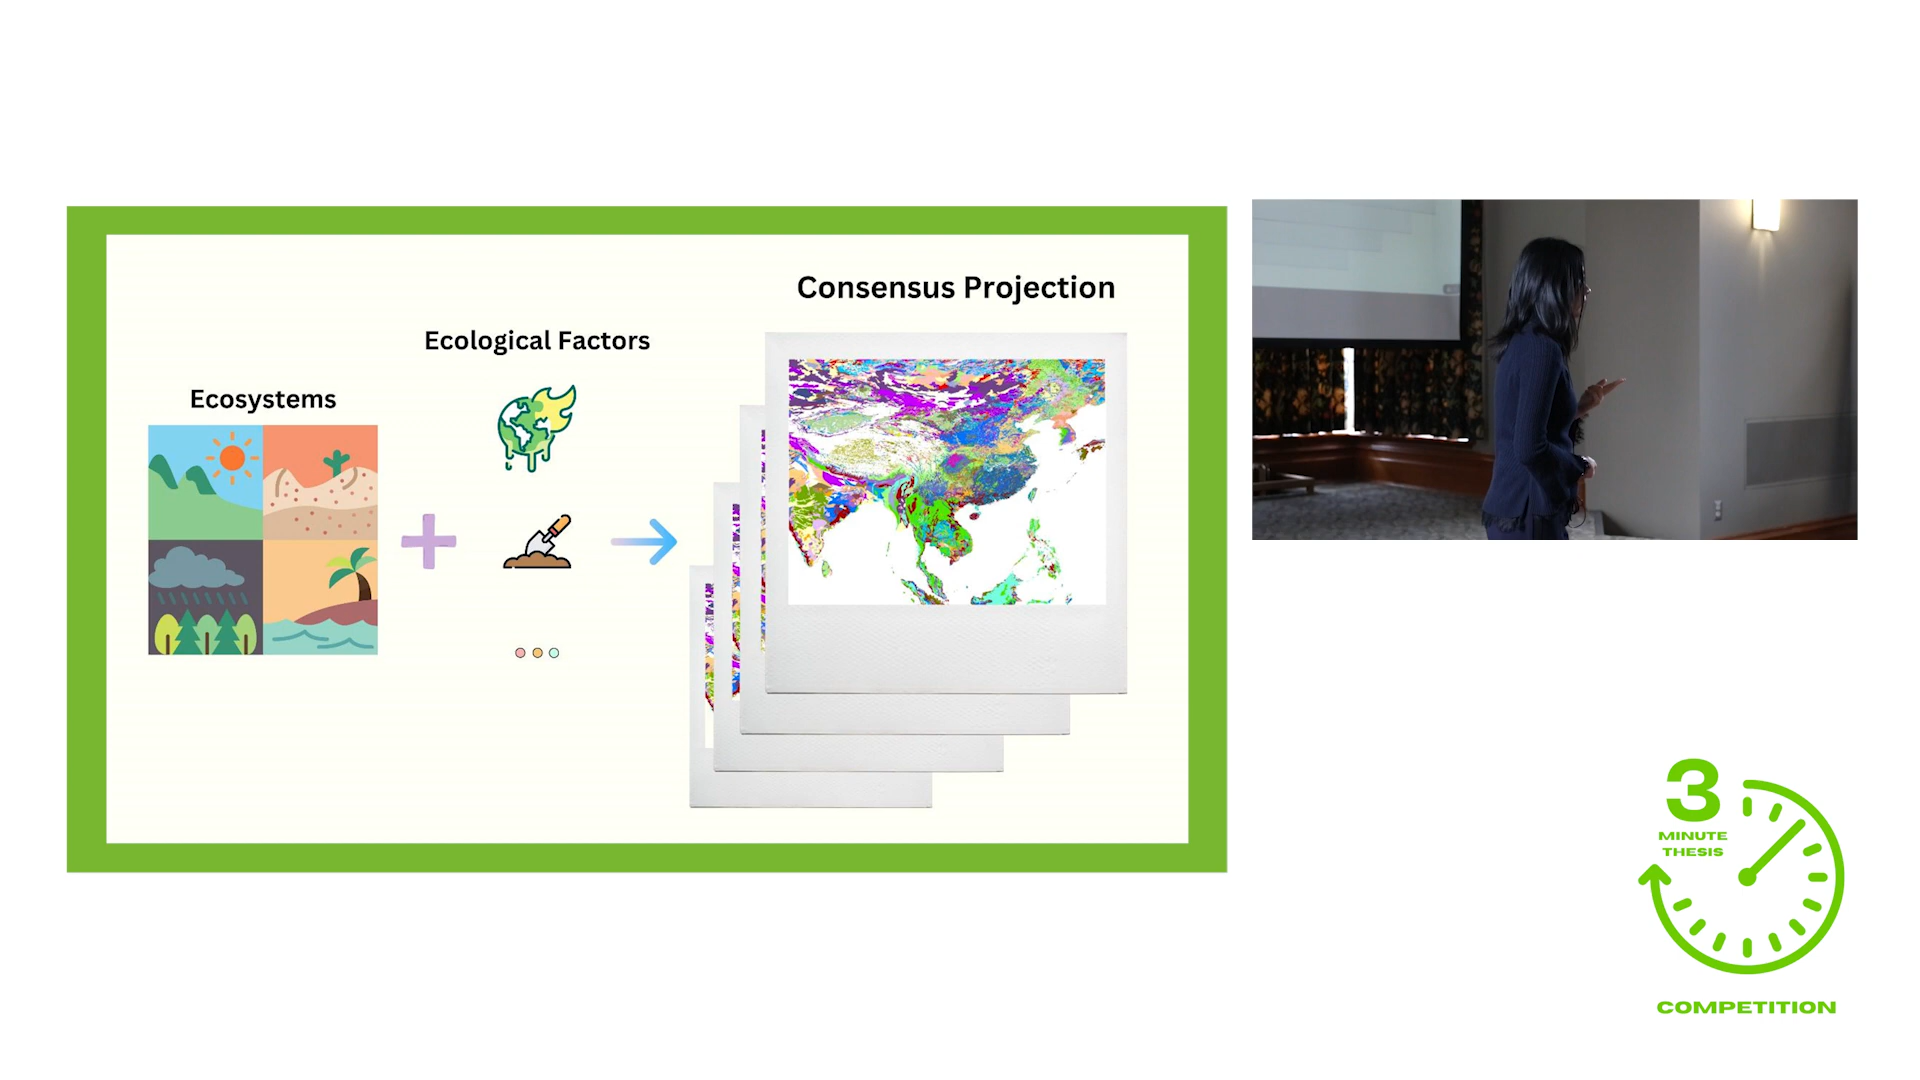 Consensus Projection
Ecological Factors
Ecosystems
3
MINUTE
THESIS
COMPETITION